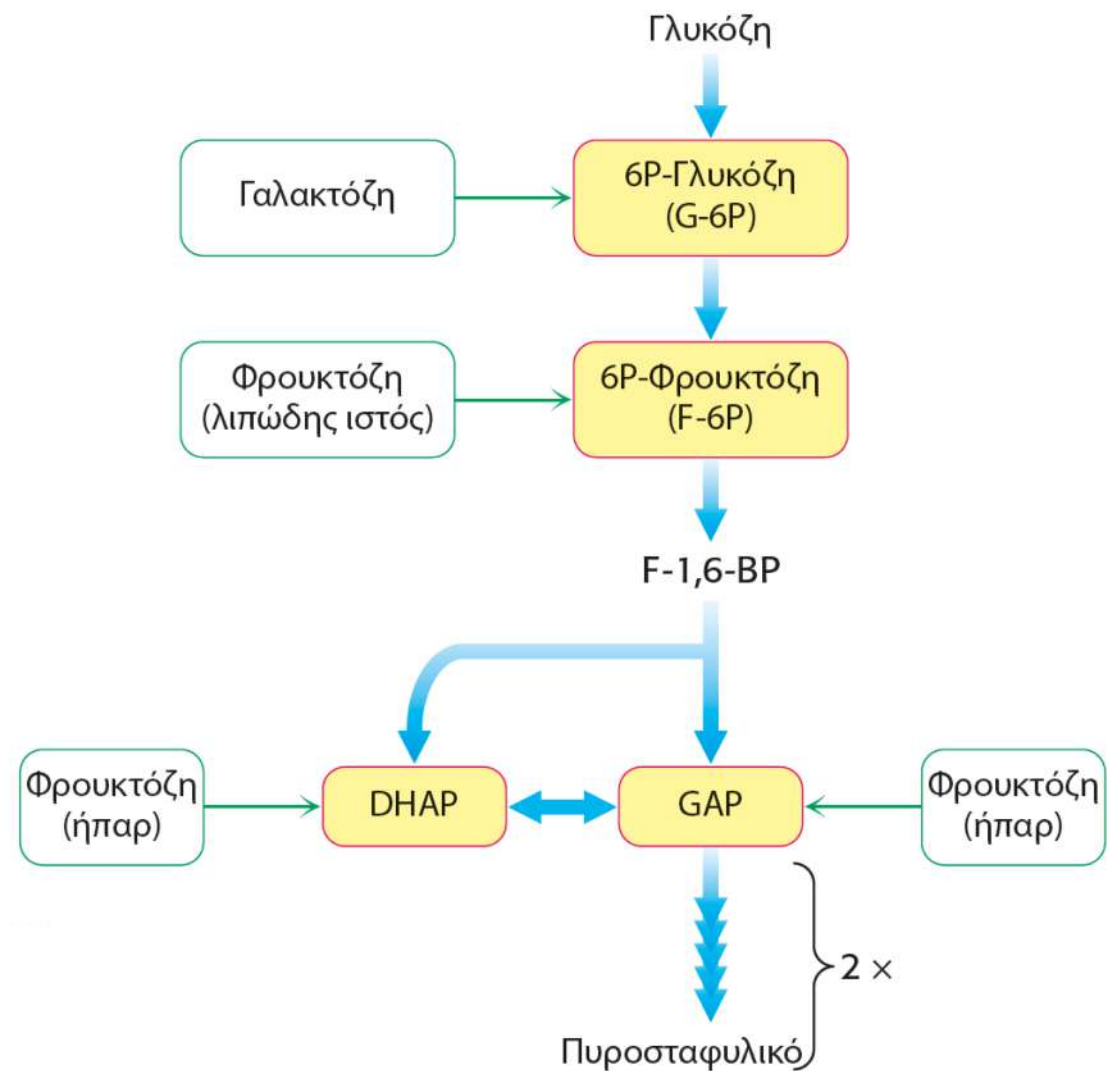 Γλυκόζη
Γαλακτόζη
6P-Γλυκόζη
(G-6P)
Φρουκτόζη
(λιπώδης ιστός)
6P-Φρουκτόζη
(F-6P)
F-1,6-BP
Φρουκτόζη
(ήπαρ)
DHAP
GAP
Φρουκτόζη
(ήπαρ)
2 ×
Πυροσταφυλικό